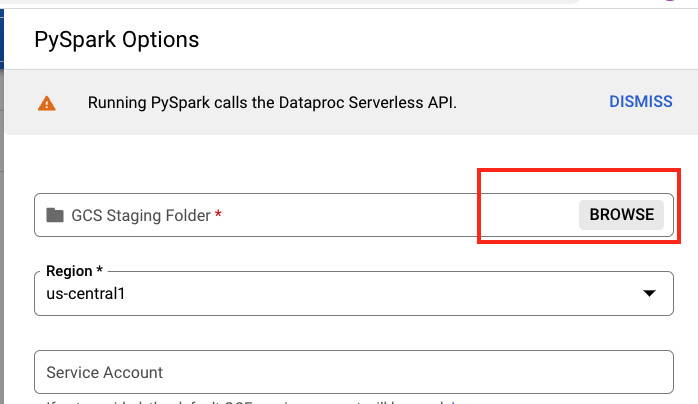 PySpark Options
Running PySpark calls the Dataproc Serverless API. DISMISS
GCS Staging Folder * BROWSE
Region *
us-central1
Service Account